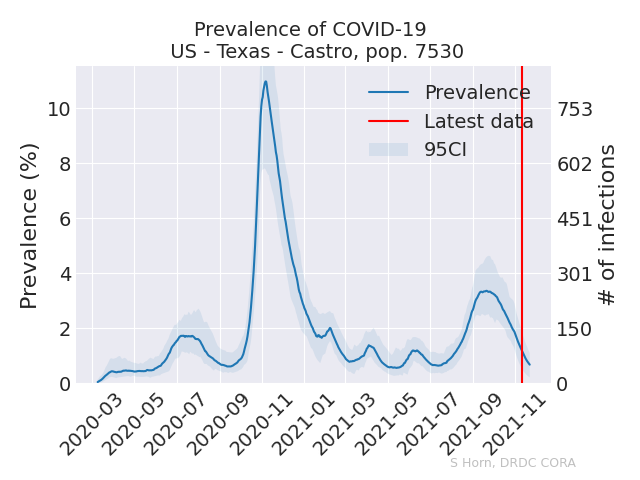 Prevalence of COVID-19
US - Texas - Castro, pop. 7530
Prevalence
Latest data
95CI
Prevalence (%)
10
8
6
4
2
0
753
602
451
301
150
0
# of infections
2020-03
2020-05
2020-07
2020-09
2020-11
2021-01
2021-03
2021-05
2021-07
2021-09
2021-11
S Horn, DRDC CORA